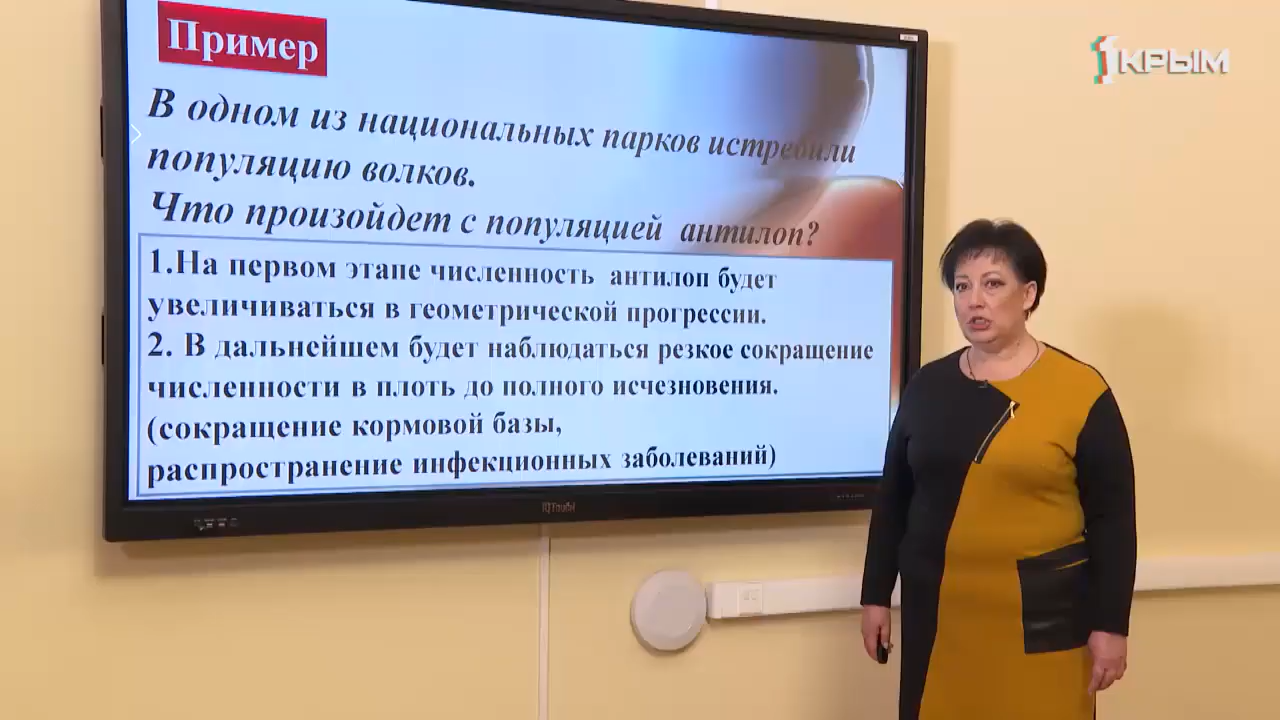 Пример
В одном из национальных парков истребили
популяцию волков.
Что произойдет с популяцией антилоп?
1.На первом этапе численность антилоп будет
увеличиваться в геометрической прогрессии.
2. В дальнейшем будет наблюдаться резкое сокращение
численности в плоть до полного исчезновения.
(сокращение кормовой базы,
распространение инфекционных заболеваний)
1 КРЫМ